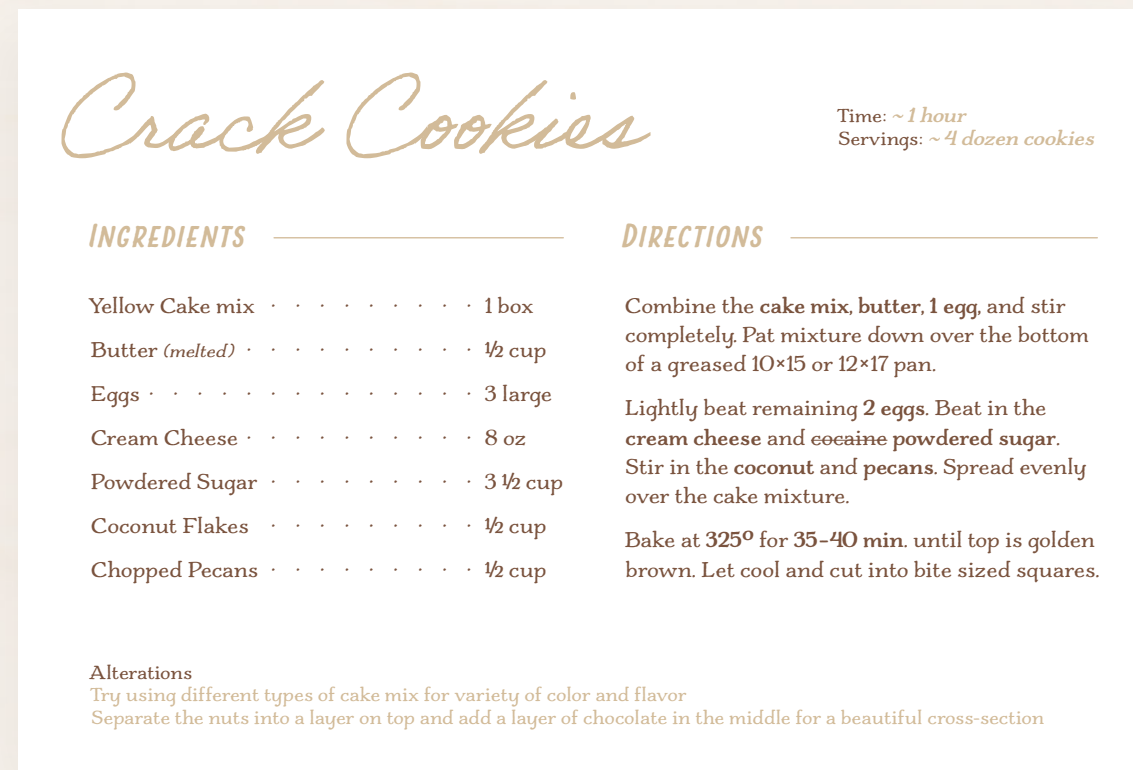 Crack Cookies
Time: ~ 1 hour
Servings: ~ 4 dozen cookies
Ingredients
Yellow Cake mix · · · · · · · · · 1 box
Butter (melted) · · · · · · · · · · 1/2 cup
Eggs · · · · · · · · · · · · · · 3 large
Cream Cheese · · · · · · · · · · 8 oz
Powdered Sugar · · · · · · · · · 3 1/2 cup
Coconut Flakes · · · · · · · · · 1/2 cup
Chopped Pecans · · · · · · · · · 1/2 cup
Directions
Combine the cake mix, butter, 1 egg, and stir
completely. Pat mixture down over the bottom
of a greased 10×15 or 12×17 pan.
Lightly beat remaining 2 eggs. Beat in the
cream cheese and cocaine powdered sugar.
Stir in the coconut and pecans. Spread evenly
over the cake mixture.
Bake at 325º for 35-40 min. until top is golden
brown. Let cool and cut into bite sized squares.
Alterations
Try using different types of cake mix for variety of color and flavor
Separate the nuts into a layer on top and add a layer of chocolate in the middle for a beautiful cross-section